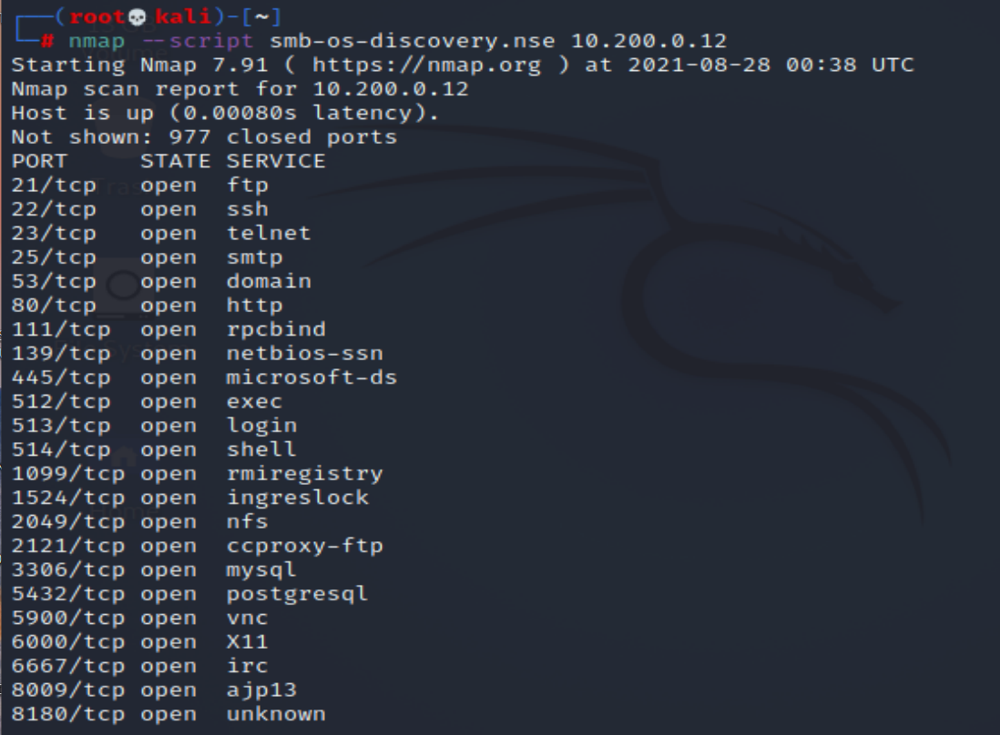 ┌──(root💀kali)-[~]
└─# nmap --script smb-os-discovery.nse 10.200.0.12
Starting Nmap 7.91 ( https://nmap.org ) at 2021-08-28 00:38 UTC
Nmap scan report for 10.200.0.12
Host is up (0.00080s latency).
Not shown: 977 closed ports
PORT     STATE SERVICE
21/tcp   open  ftp
22/tcp   open  ssh
23/tcp   open  telnet
25/tcp   open  smtp
53/tcp   open  domain
80/tcp   open  http
111/tcp  open  rpcbind
139/tcp  open  netbios-ssn
445/tcp  open  microsoft-ds
512/tcp  open  exec
513/tcp  open  login
514/tcp  open  shell
1099/tcp open  rmiregistry
1524/tcp open  ingreslock
2049/tcp open  nfs
2121/tcp open  ccproxy-ftp
3306/tcp open  mysql
5432/tcp open  postgresql
5900/tcp open  vnc
6000/tcp open  X11
6667/tcp open  irc
8009/tcp open  ajp13
8180/tcp open  unknown